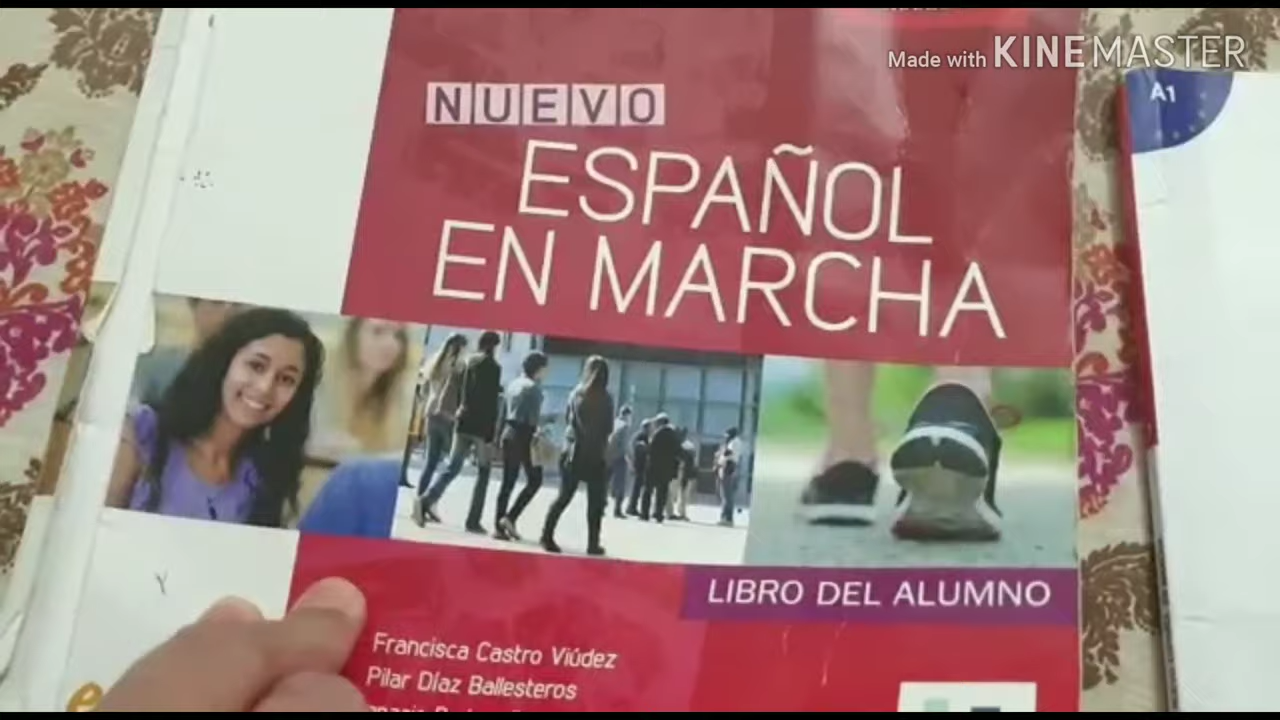 Made with KINEMASTER
A1
NUEVO
ESPAÑOL
EN MARCHA
LIBRO DEL ALUMNO
Francisca Castro Viúdez
Pilar Díaz Ballesteros